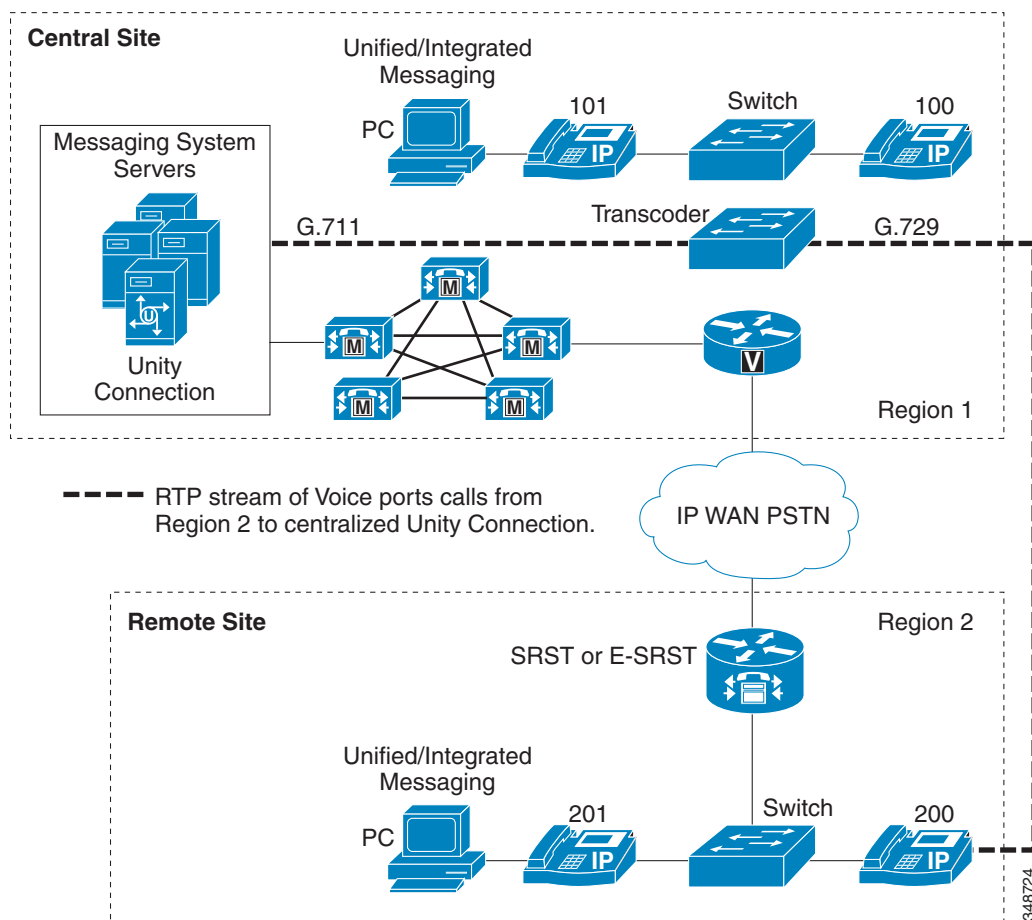 Central Site
Unified/Integrated
Messaging
PC
101
IP
Switch
100
IP
Messaging System
Servers
U
Unity
Connection
G.711
Transcoder
G.729
M
M
M
M
M
V
Region 1
RTP stream of Voice ports calls from
Region 2 to centralized Unity Connection.
IP WAN PSTN
Remote Site
Region 2
SRST or E-SRST
Unified/Integrated
Messaging
PC
201
IP
Switch
200
IP
348724